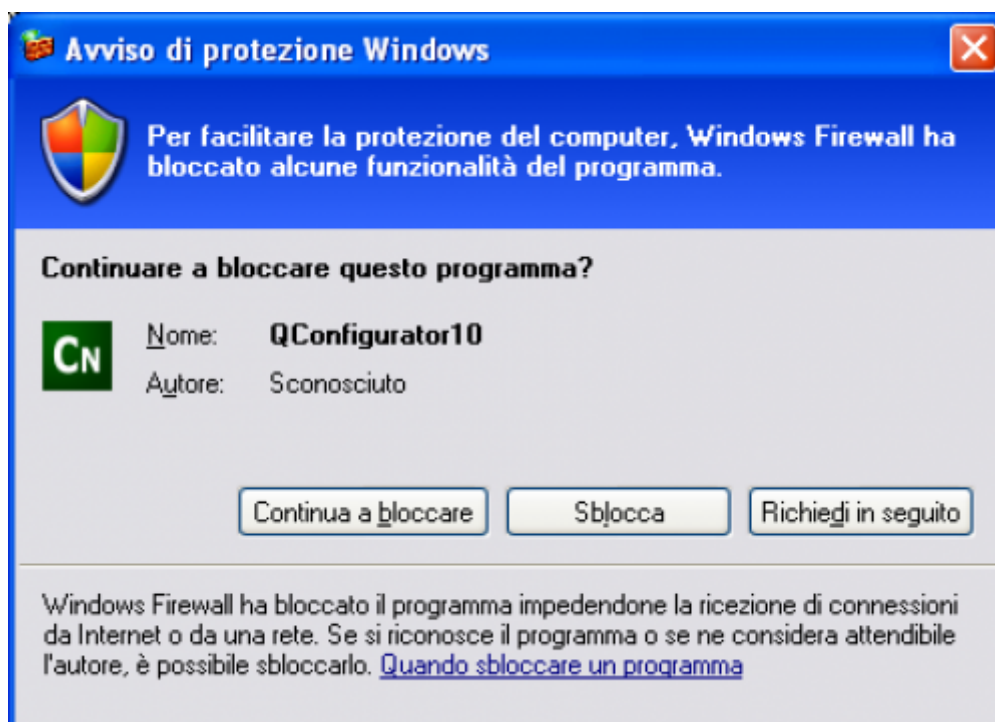 Avviso di protezione Windows
Per facilitare la protezione del computer, Windows Firewall ha
bloccato alcune funzionalità del programma.
Continuare a bloccare questo programma?
CN
Nome: QConfigurator10
Autore: Sconosciuto
Continua a bloccare Sblocca Richiedi in seguito
Windows Firewall ha bloccato il programma impedendone la ricezione di connessioni
da Internet o da una rete. Se si riconosce il programma o se ne considera attendibile
l'autore, è possibile sbloccarlo. Quando sbloccare un programma